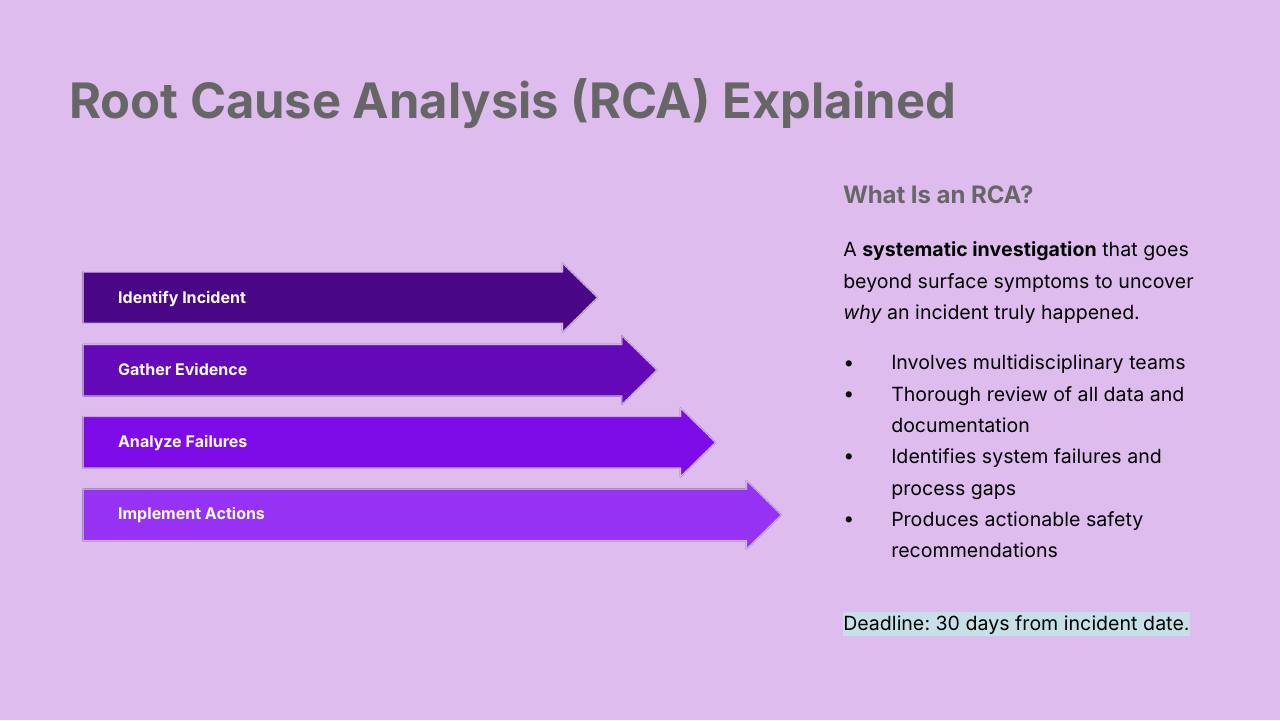 Root Cause Analysis (RCA) Explained
Identify Incident
Gather Evidence
Analyze Failures
Implement Actions
What Is an RCA?
A systematic investigation that goes
beyond surface symptoms to uncover
why an incident truly happened.
• Involves multidisciplinary teams
• Thorough review of all data and
documentation
• Identifies system failures and
process gaps
• Produces actionable safety
recommendations
Deadline: 30 days from incident date.